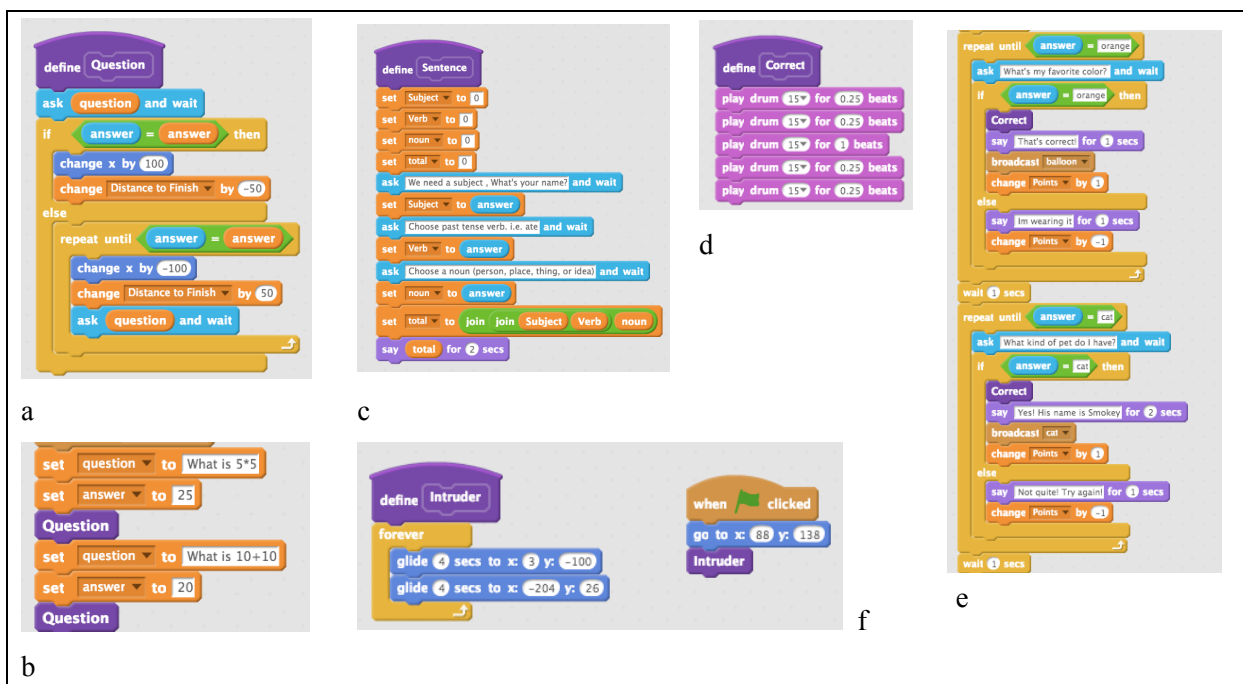 define Question
ask question and wait
if answer = answer then
change x by 100
change Distance to Finish by -50
else
repeat until answer = answer
change x by -100
change Distance to Finish by 50
ask question and wait
a
set question to What is 5*5
set answer to 25
Question
set question to What is 10+10
set answer to 20
Question
b
define Sentence
set Subject to 0
set Verb to 0
set noun to 0
set total to 0
ask We need a subject , What's your name? and wait
set Subject to answer
ask Choose past tense verb. i.e. ate and wait
set Verb to answer
ask Choose a noun (person, place, thing, or idea) and wait
set noun to answer
set total to join join Subject Verb noun
say total for 2 secs
c
define Correct
play drum 15 for 0.25 beats
play drum 15 for 0.25 beats
play drum 15 for 1 beats
play drum 15 for 0.25 beats
play drum 15 for 0.25 beats
d
repeat until answer = orange
ask What's my favorite color? and wait
if answer = orange then
Correct
say That's correct! for 1 secs
broadcast balloon
change Points by 1
else
say Im wearing it for 1 secs
change Points by -1
wait 1 secs
repeat until answer = cat
ask What kind of pet do I have? and wait
if answer = cat then
Correct
say Yes! His name is Smokey for 2 secs
broadcast cat
change Points by 1
else
say Not quite! Try again! for 1 secs
change Points by -1
wait 1 secs
e
define Intruder
forever
glide 4 secs to x: 3 y: -100
glide 4 secs to x: -204 y: 26
when clicked
go to x: 88 y: 138
Intruder
f